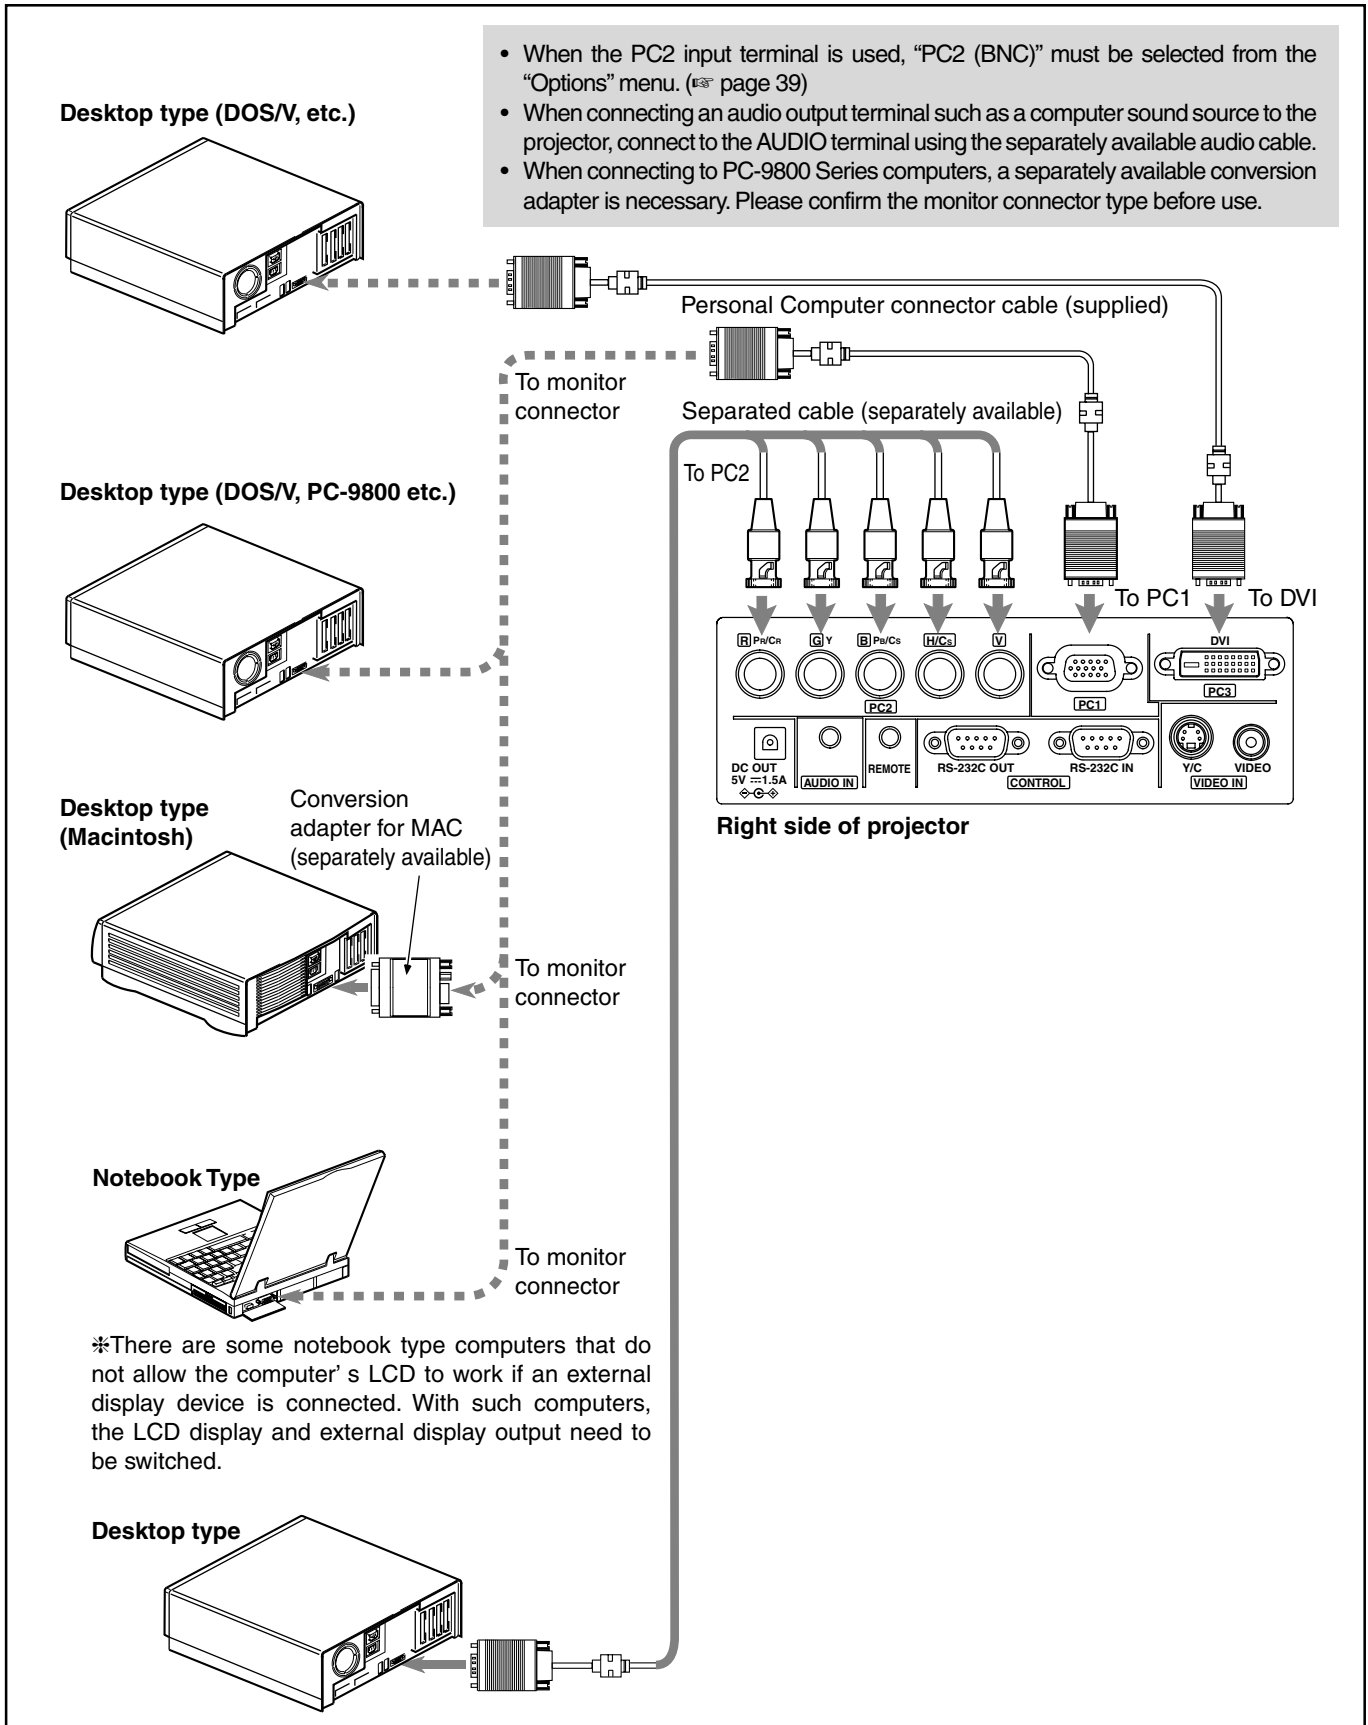 • When the PC2 input terminal is used, “PC2 (BNC)” must be selected from the
“Options” menu. (☞ page 39)
• When connecting an audio output terminal such as a computer sound source to the
projector, connect to the AUDIO terminal using the separately available audio cable.
• When connecting to PC-9800 Series computers, a separately available conversion
adapter is necessary. Please confirm the monitor connector type before use.
Desktop type (DOS/V, etc.)
Personal Computer connector cable (supplied)
To monitor
connector
Separated cable (separately available)
To PC2
Desktop type (DOS/V, PC-9800 etc.)
To PC1
To DVI
R PR/CR
G Y
B PB/CS
H/CS
V
DVI
PC2
PC1
PC3
DC OUT
5V ⎓1.5A
AUDIO IN
REMOTE
RS-232C OUT
RS-232C IN
CONTROL
Y/C
VIDEO
VIDEO IN
Right side of projector
Desktop type
(Macintosh)
Conversion
adapter for MAC
(separately available)
To monitor
connector
Notebook Type
To monitor
connector
❈There are some notebook type computers that do
not allow the computer’ s LCD to work if an external
display device is connected. With such computers,
the LCD display and external display output need to
be switched.
Desktop type